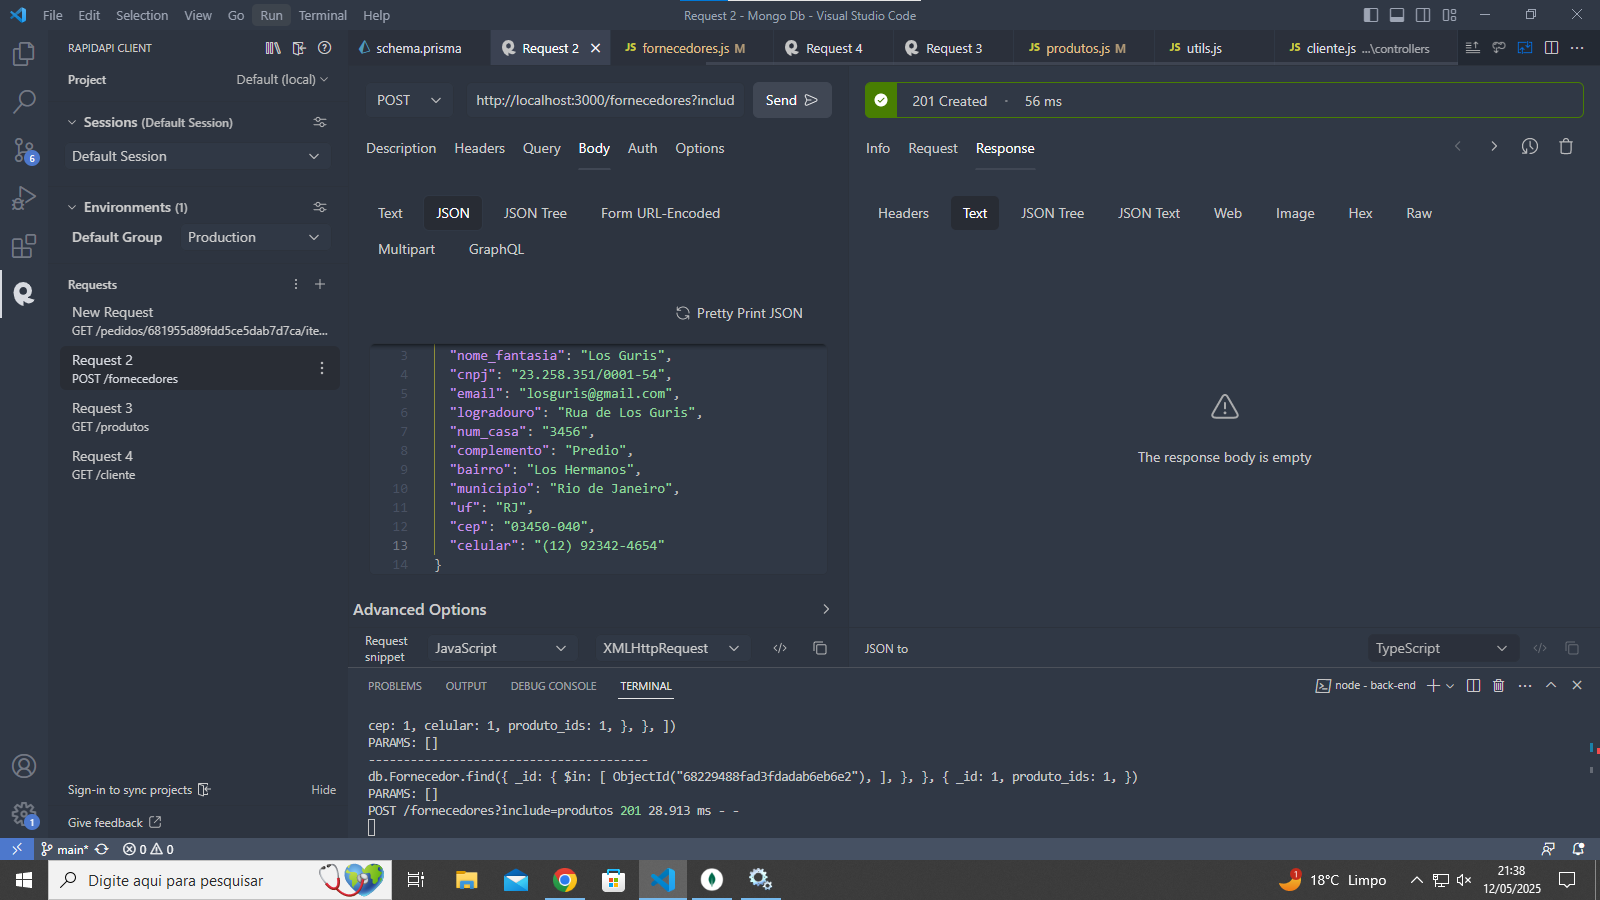 File Edit Selection View Go Run Terminal Help
Request 2 - Mongo Db - Visual Studio Code
RAPIDAPI CLIENT
schema.prisma
Request 2
JS fornecedores.js M
Request 4
Request 3
JS produtos.js M
JS utils.js
JS cliente.js ...\controllers
Project
Default (local)
Sessions (Default Session)
Default Session
Environments (1)
Default Group
Production
Requests
New Request
GET /pedidos/681955d89fdd5ce5dab7d7ca/ite...
Request 2
POST /fornecedores
Request 3
GET /produtos
Request 4
GET /cliente
Sign-in to sync projects
Hide
Give feedback
6
1
POST
http://localhost:3000/fornecedores?includ
Send
Description Headers Query Body Auth Options
Text JSON JSON Tree Form URL-Encoded
Multipart GraphQL
Pretty Print JSON
3 "nome_fantasia": "Los Guris",
4 "cnpj": "23.258.351/0001-54",
5 "email": "losguris@gmail.com",
6 "logradouro": "Rua de Los Guris",
7 "num_casa": "3456",
8 "complemento": "Predio",
9 "bairro": "Los Hermanos",
10 "municipio": "Rio de Janeiro",
11 "uf": "RJ",
12 "cep": "03450-040",
13 "celular": "(12) 92342-4654"
14 }
Advanced Options
Request snippet
JavaScript
XMLHttpRequest
201 Created · 56 ms
Info Request Response
Headers Text JSON Tree JSON Text Web Image Hex Raw
The response body is empty
JSON to
TypeScript
PROBLEMS OUTPUT DEBUG CONSOLE TERMINAL
node - back-end
cep: 1, celular: 1, produto_ids: 1, }, }, ])
PARAMS: []
----------------------------------------
db.Fornecedor.find({ _id: { $in: [ ObjectId("68229488fad3fdadab6eb6e2"), ], }, }, { _id: 1, produto_ids: 1, })
PARAMS: []
POST /fornecedores?include=produtos 201 28.913 ms - -
main*
0 0
Digite aqui para pesquisar
1
18°C Limpo
21:38
12/05/2025